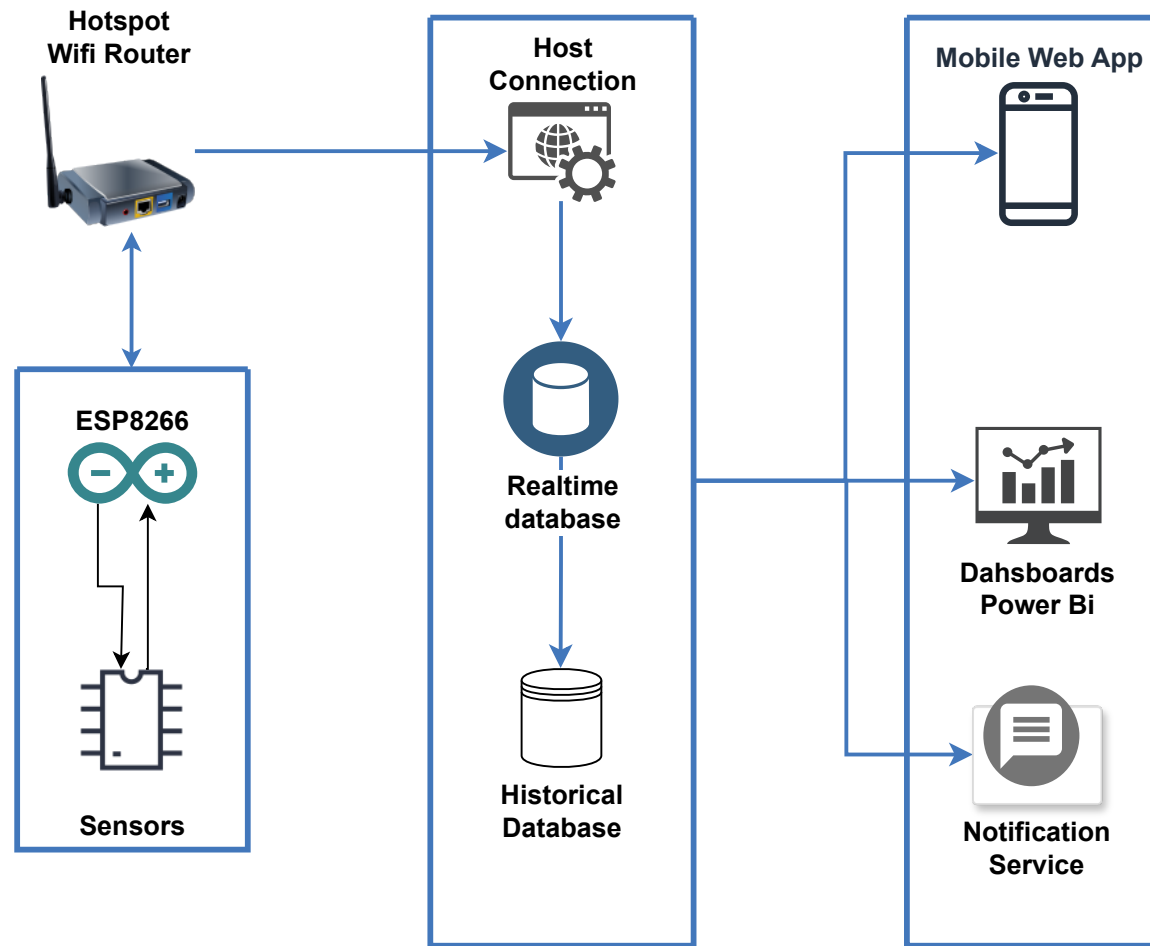 Hotspot
Wifi Router
Host
Connection
Mobile Web App
ESP8266
Realtime
database
Dahsboards
Power Bi
Sensors
Historical
Database
Notification
Service